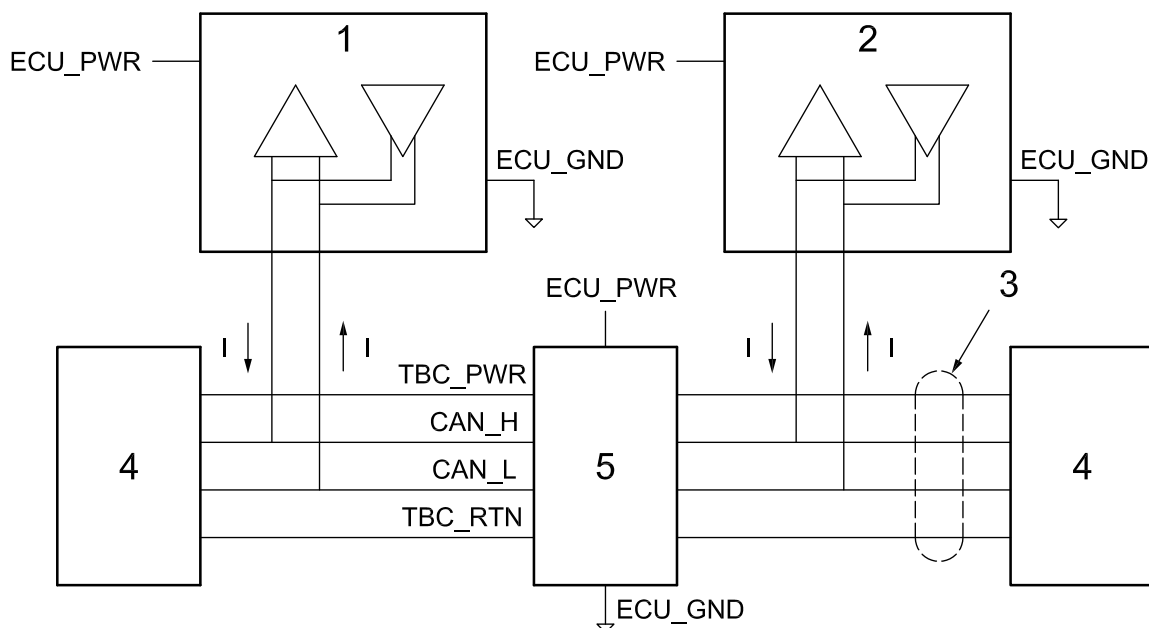 1
2
ECU_PWR
ECU_PWR
ECU_GND
ECU_GND
ECU_PWR
3
I
I
I
I
TBC_PWR
CAN_H
4
CAN_L
5
4
TBC_RTN
ECU_GND